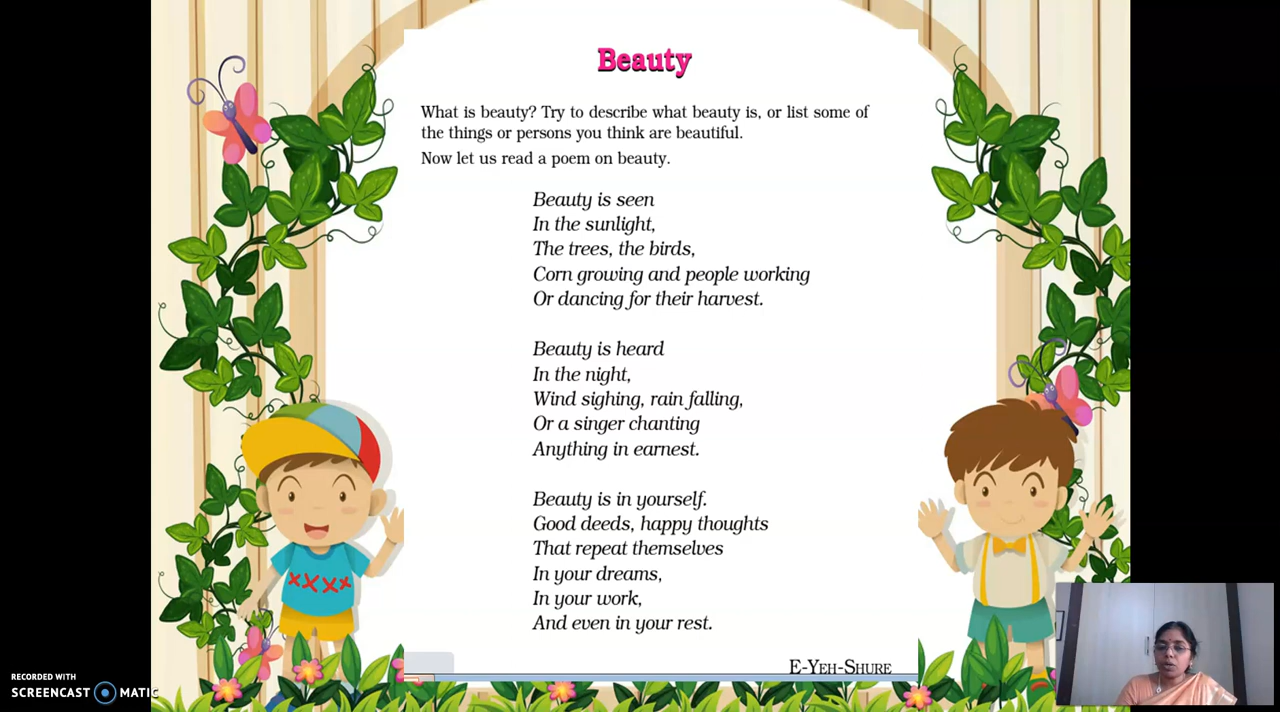 Beauty
What is beauty? Try to describe what beauty is, or list some of
the things or persons you think are beautiful.
Now let us read a poem on beauty.
Beauty is seen
In the sunlight,
The trees, the birds,
Corn growing and people working
Or dancing for their harvest.
Beauty is heard
In the night,
Wind sighing, rain falling,
Or a singer chanting
Anything in earnest.
Beauty is in yourself.
Good deeds, happy thoughts
That repeat themselves
In your dreams,
In your work,
And even in your rest.
E-YEH-SHURE
RECORDED WITH
SCREENCAST MATIC